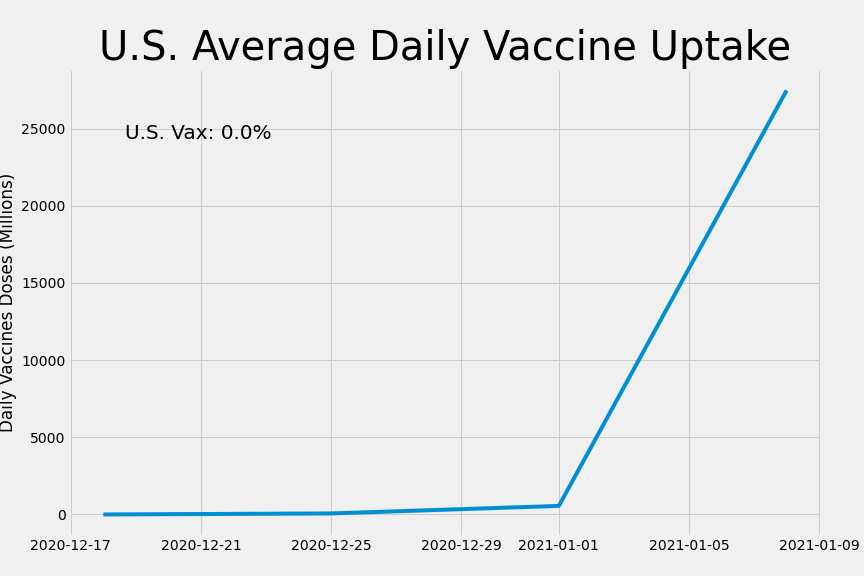 U.S. Average Daily Vaccine Uptake
U.S. Vax: 0.0%
Daily Vaccines Doses (Millions)
25000
20000
15000
10000
5000
0
2020-12-17 2020-12-21 2020-12-25 2020-12-29 2021-01-01 2021-01-05 2021-01-09